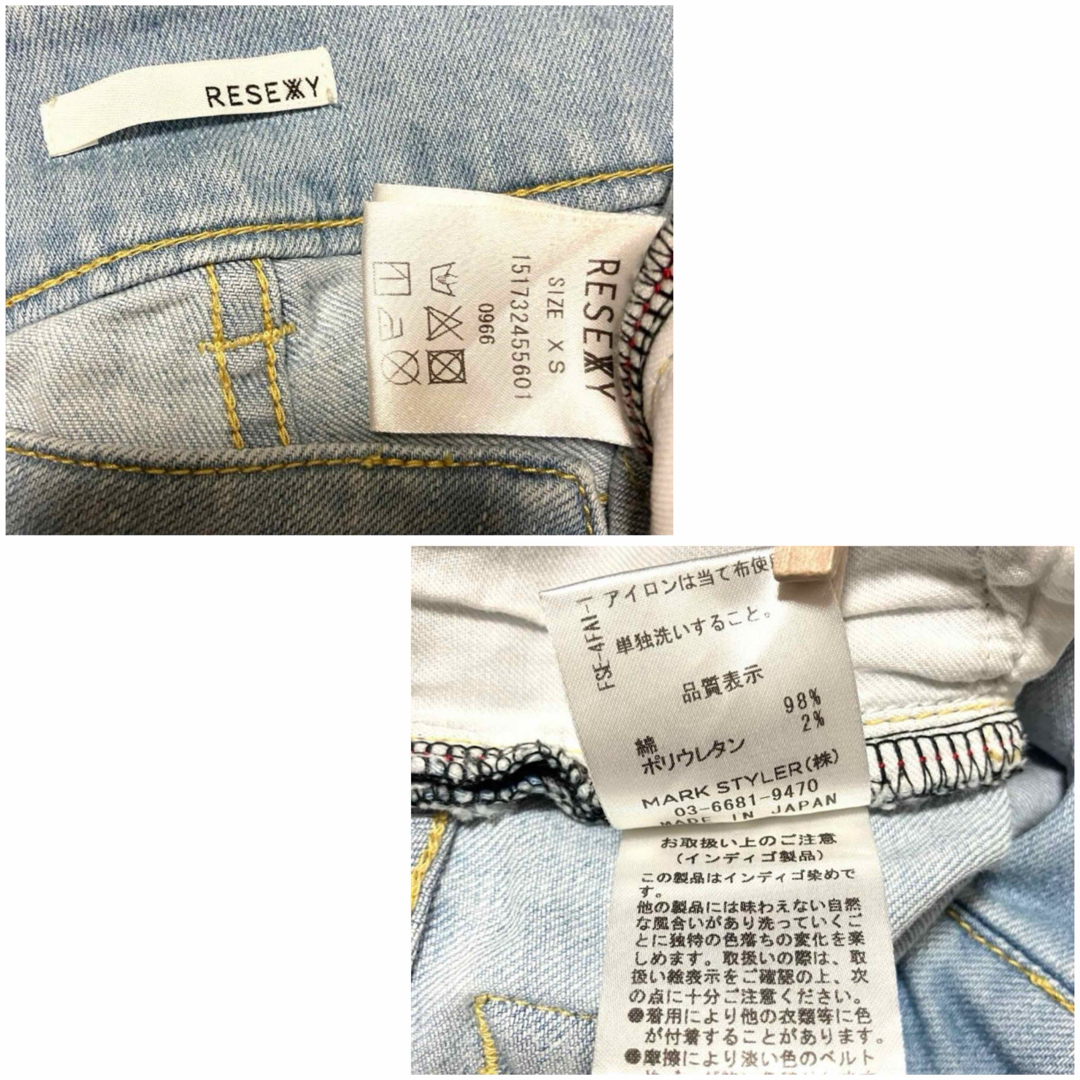 RESEXXY
RESEXXY
SIZE XS
151732455601
0966
FSE-4FA1-1
アイロンは当て布使
単独洗いすること。
品質表示
98%
2%
綿
ポリウレタン
MARK STYLER(株)
03-6681-9470
MADE IN JAPAN
お取扱い上のご注意
(インディゴ製品)
この製品はインディゴ染めで
す。
他の製品には味わえない自然
な風合いがあり洗っていくご
とに独特の色落ちの変化を楽
しめます。取扱いの際は、取
扱い絵表示をご確認の上、次
の点に十分ご注意ください。
●着用により他の衣類等に色
が付着することがあります。
●摩擦により淡い色のベルト